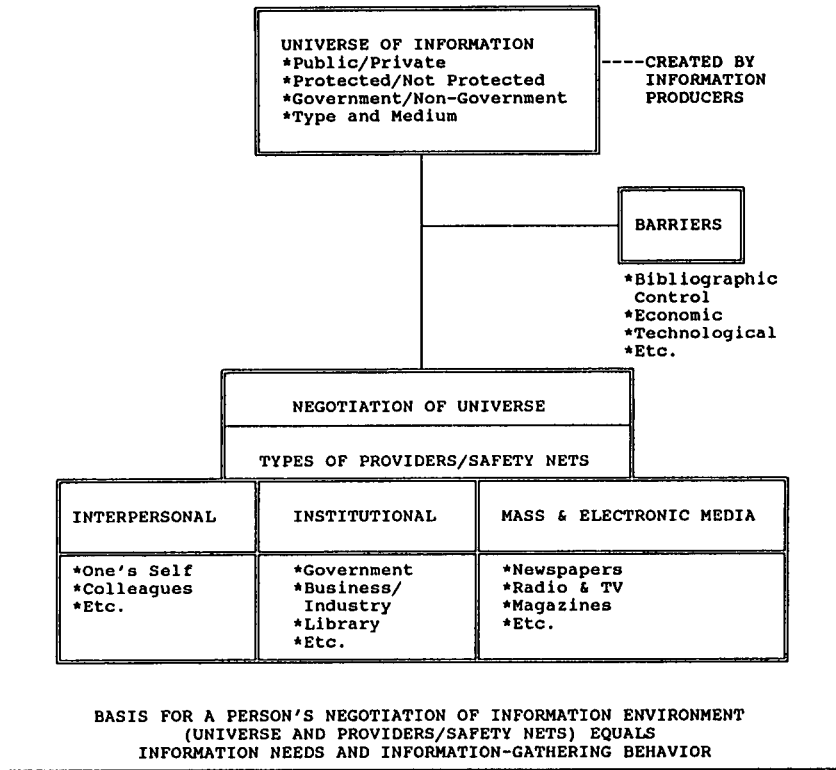 UNIVERSE OF INFORMATION
*Public/Private
*Protected/Not Protected
*Government/Non-Government
*Type and Medium
----CREATED BY
INFORMATION
PRODUCERS
BARRIERS
*Bibliographic
Control
*Economic
*Technological
*Etc.
NEGOTIATION OF UNIVERSE
TYPES OF PROVIDERS/SAFETY NETS
INTERPERSONAL
*One's Self
*Colleagues
*Etc.
INSTITUTIONAL
*Government
*Business/
Industry
*Library
*Etc.
MASS & ELECTRONIC MEDIA
*Newspapers
*Radio & TV
*Magazines
*Etc.
BASIS FOR A PERSON'S NEGOTIATION OF INFORMATION ENVIRONMENT
(UNIVERSE AND PROVIDERS/SAFETY NETS) EQUALS
INFORMATION NEEDS AND INFORMATION-GATHERING BEHAVIOR